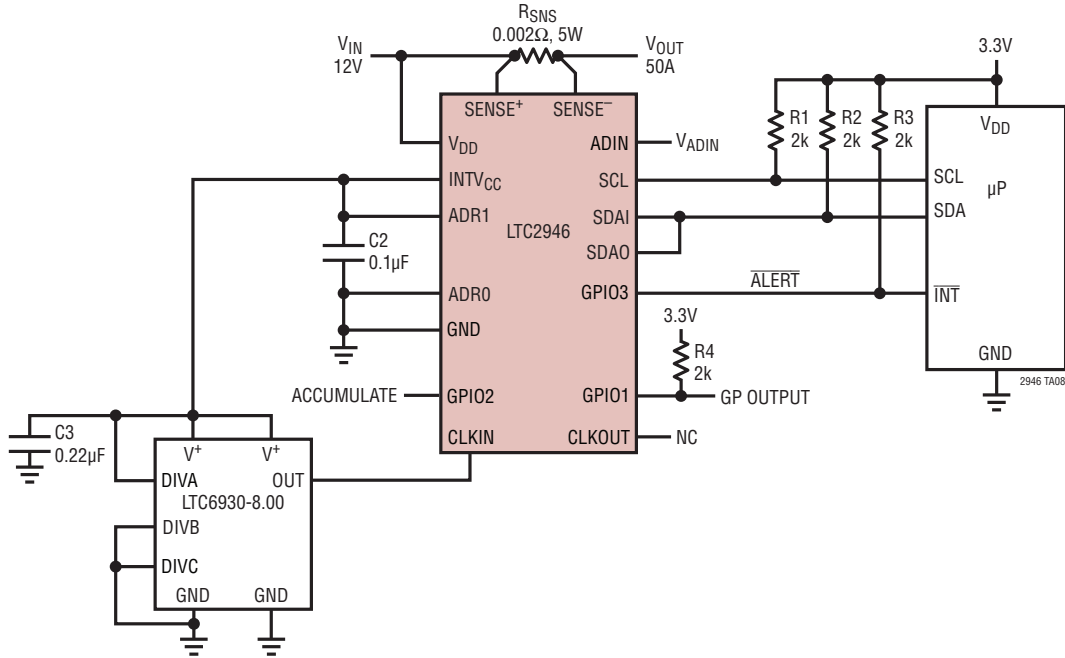 RSNS
0.002Ω, 5W
VIN
12V
VOUT
50A
3.3V
SENSE+ SENSE–
VDD
INTVCC
ADR1
ADR0
GND
GPIO2
CLKIN
LTC2946
ADIN
SCL
SDAI
SDAO
GPIO3
GPIO1
CLKOUT
VADIN
R1
2k
R2
2k
R3
2k
VDD
SCL
SDA
µP
INT
GND
2946 TA08
ALERT
C2
0.1µF
3.3V
R4
2k
GP OUTPUT
NC
ACCUMULATE
C3
0.22µF
V+ V+
DIVA OUT
LTC6930-8.00
DIVB
DIVC
GND GND